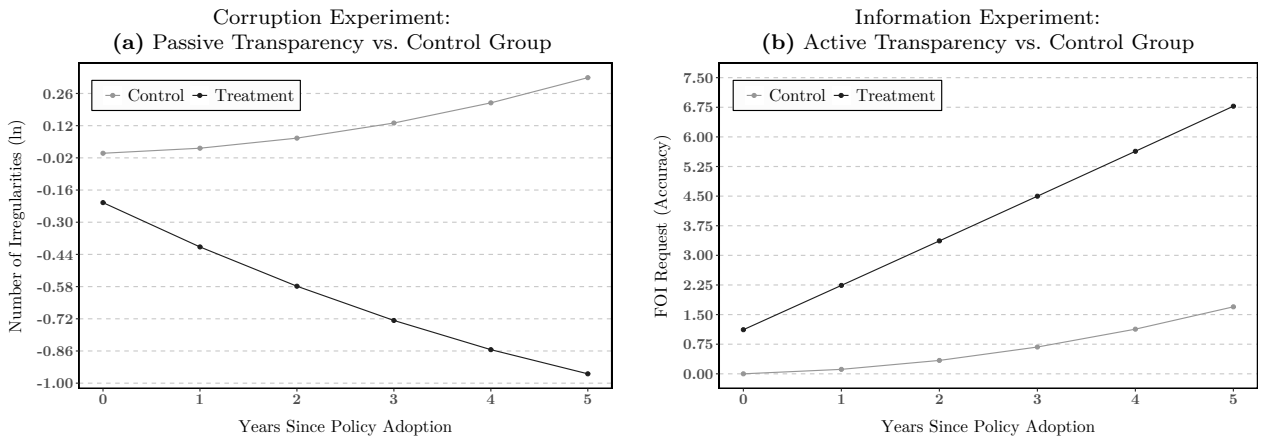 Corruption Experiment:
(a) Passive Transparency vs. Control Group
Control Treatment
Number of Irregularities (ln)
0.26
0.12
-0.02
-0.16
-0.30
-0.44
-0.58
-0.72
-0.86
-1.00
0 1 2 3 4 5
Years Since Policy Adoption
Information Experiment:
(b) Active Transparency vs. Control Group
Control Treatment
FOI Request (Accuracy)
7.50
6.75
6.00
5.25
4.50
3.75
3.00
2.25
1.50
0.75
0.00
0 1 2 3 4 5
Years Since Policy Adoption